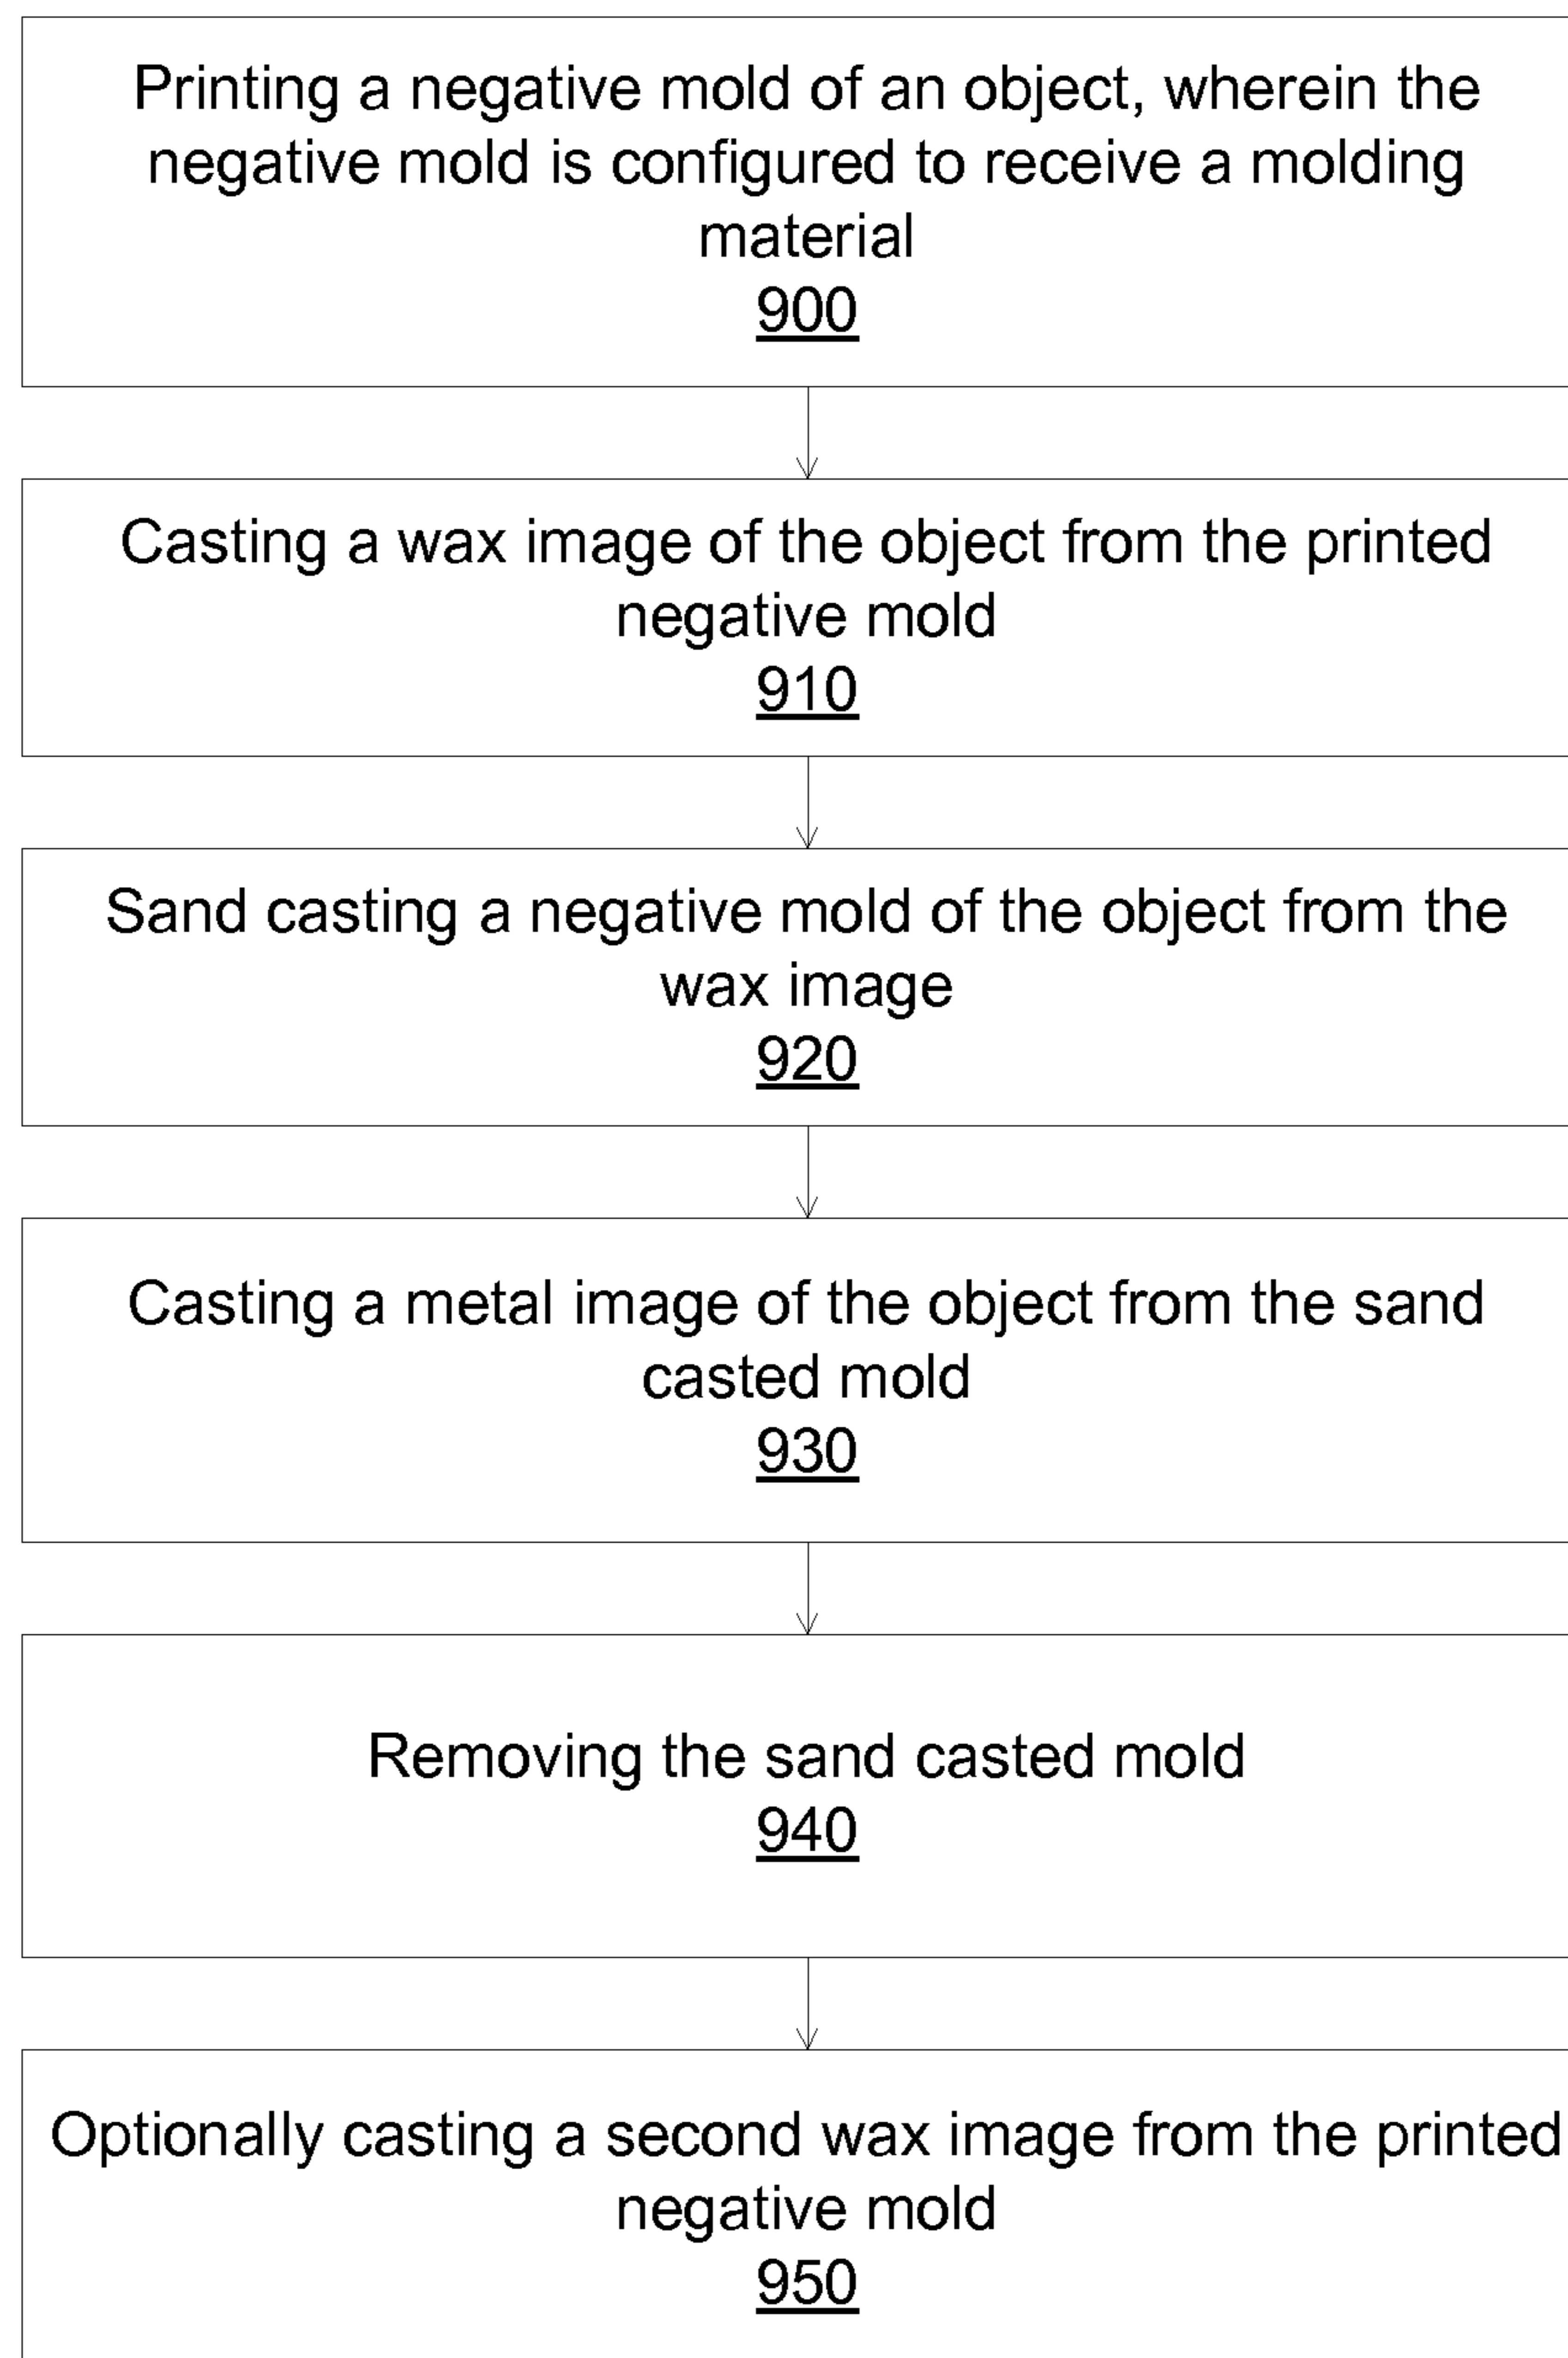 Printing a negative mold of an object, wherein the
negative mold is configured to receive a molding
material
900
Casting a wax image of the object from the printed
negative mold
910
Sand casting a negative mold of the object from the
wax image
920
Casting a metal image of the object from the sand
casted mold
930
Removing the sand casted mold
940
Optionally casting a second wax image from the printed
negative mold
950